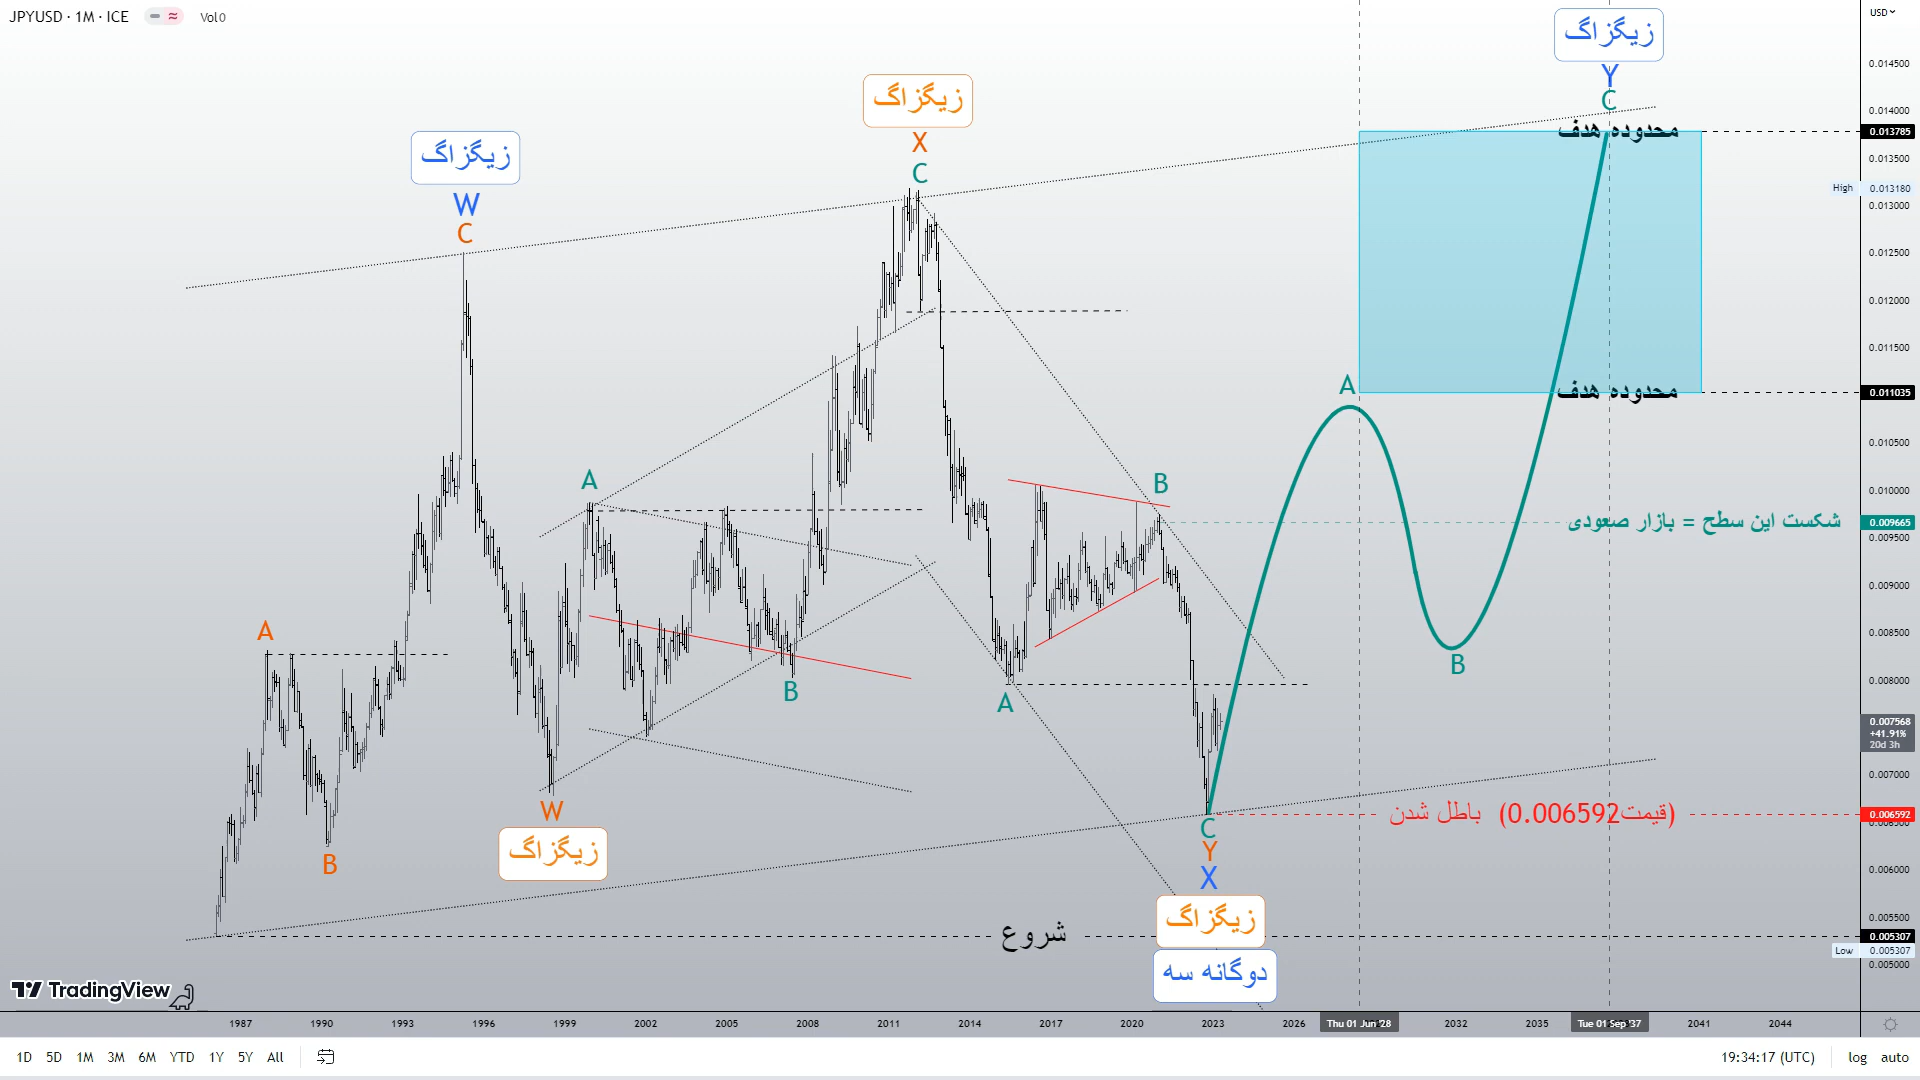 JPYUSD · 1M · ICE
Vol0
USD
زیگزاگ
Y
C
زیگزاگ
X
C
زیگزاگ
W
C
محدوده هدف
محدوده هدف
A
A
B
A
B
شکست این سطح = بازار صعودی
A
B
A
B
W
زیگزاگ
(قیمت0.006592) باطل شدن
C
Y
X
زیگزاگ
دوگانه سه
شروع
B
0.014500
0.014000
0.013785
0.013500
High 0.013180
0.013000
0.012500
0.012000
0.011500
0.011035
0.010500
0.010000
0.009665
0.009500
0.009000
0.008500
0.008000
0.007568
+41.91%
20d 3h
0.007000
0.006592
0.006000
0.005500
0.005307
Low 0.005307
0.005000
TradingView
1987 1990 1993 1996 1999 2002 2005 2008 2011 2014 2017 2020 2023 2026 Thu 01 Jun '28 2032 2035 Tue 01 Sep '37 2041 2044
1D 5D 1M 3M 6M YTD 1Y 5Y All
19:34:17 (UTC) log auto